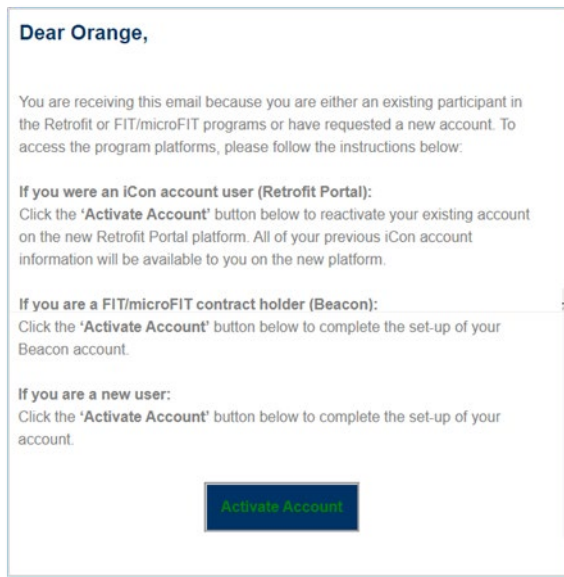 Dear Orange,
You are receiving this email because you are either an existing participant in
the Retrofit or FIT/microFIT programs or have requested a new account. To
access the program platforms, please follow the instructions below:
If you were an iCon account user (Retrofit Portal):
Click the ‘Activate Account’ button below to reactivate your existing account
on the new Retrofit Portal platform. All of your previous iCon account
information will be available to you on the new platform.
If you are a FIT/microFIT contract holder (Beacon):
Click the ‘Activate Account’ button below to complete the set-up of your
Beacon account.
If you are a new user:
Click the ‘Activate Account’ button below to complete the set-up of your
account.
Activate Account